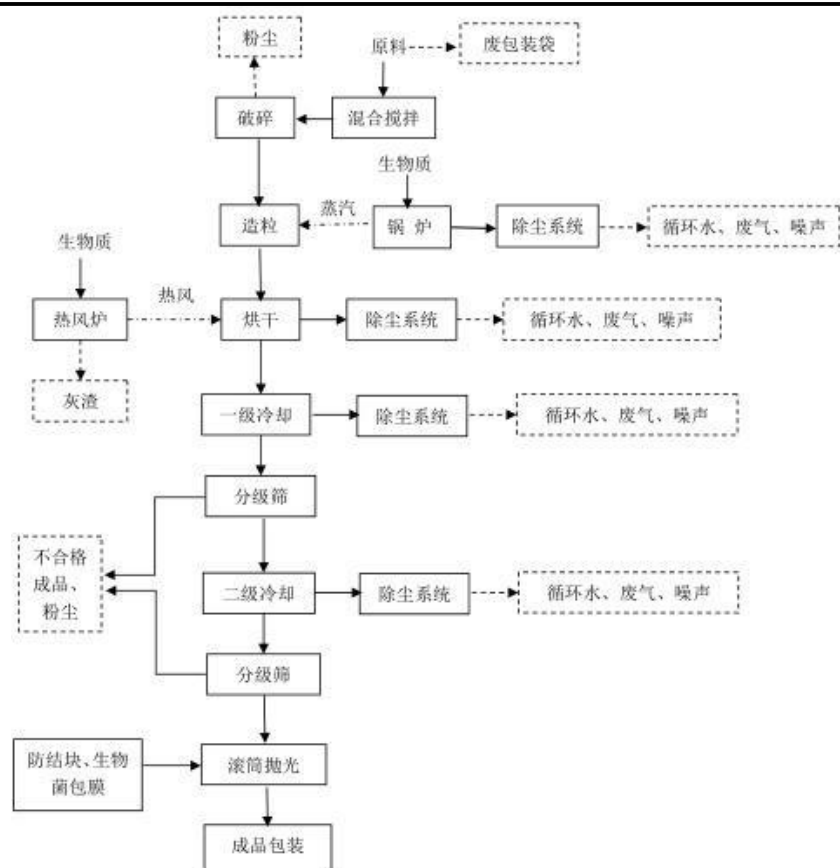 粉尘
原料
废包装袋
破碎
混合搅拌
生物质
蒸汽
造粒
锅 炉
除尘系统
循环水、废气、噪声
生物质
热风
热风炉
烘干
除尘系统
循环水、废气、噪声
灰渣
一级冷却
除尘系统
循环水、废气、噪声
分级筛
不合格
成品、
粉尘
二级冷却
除尘系统
循环水、废气、噪声
分级筛
防结块、生物
菌包膜
滚筒抛光
成品包装